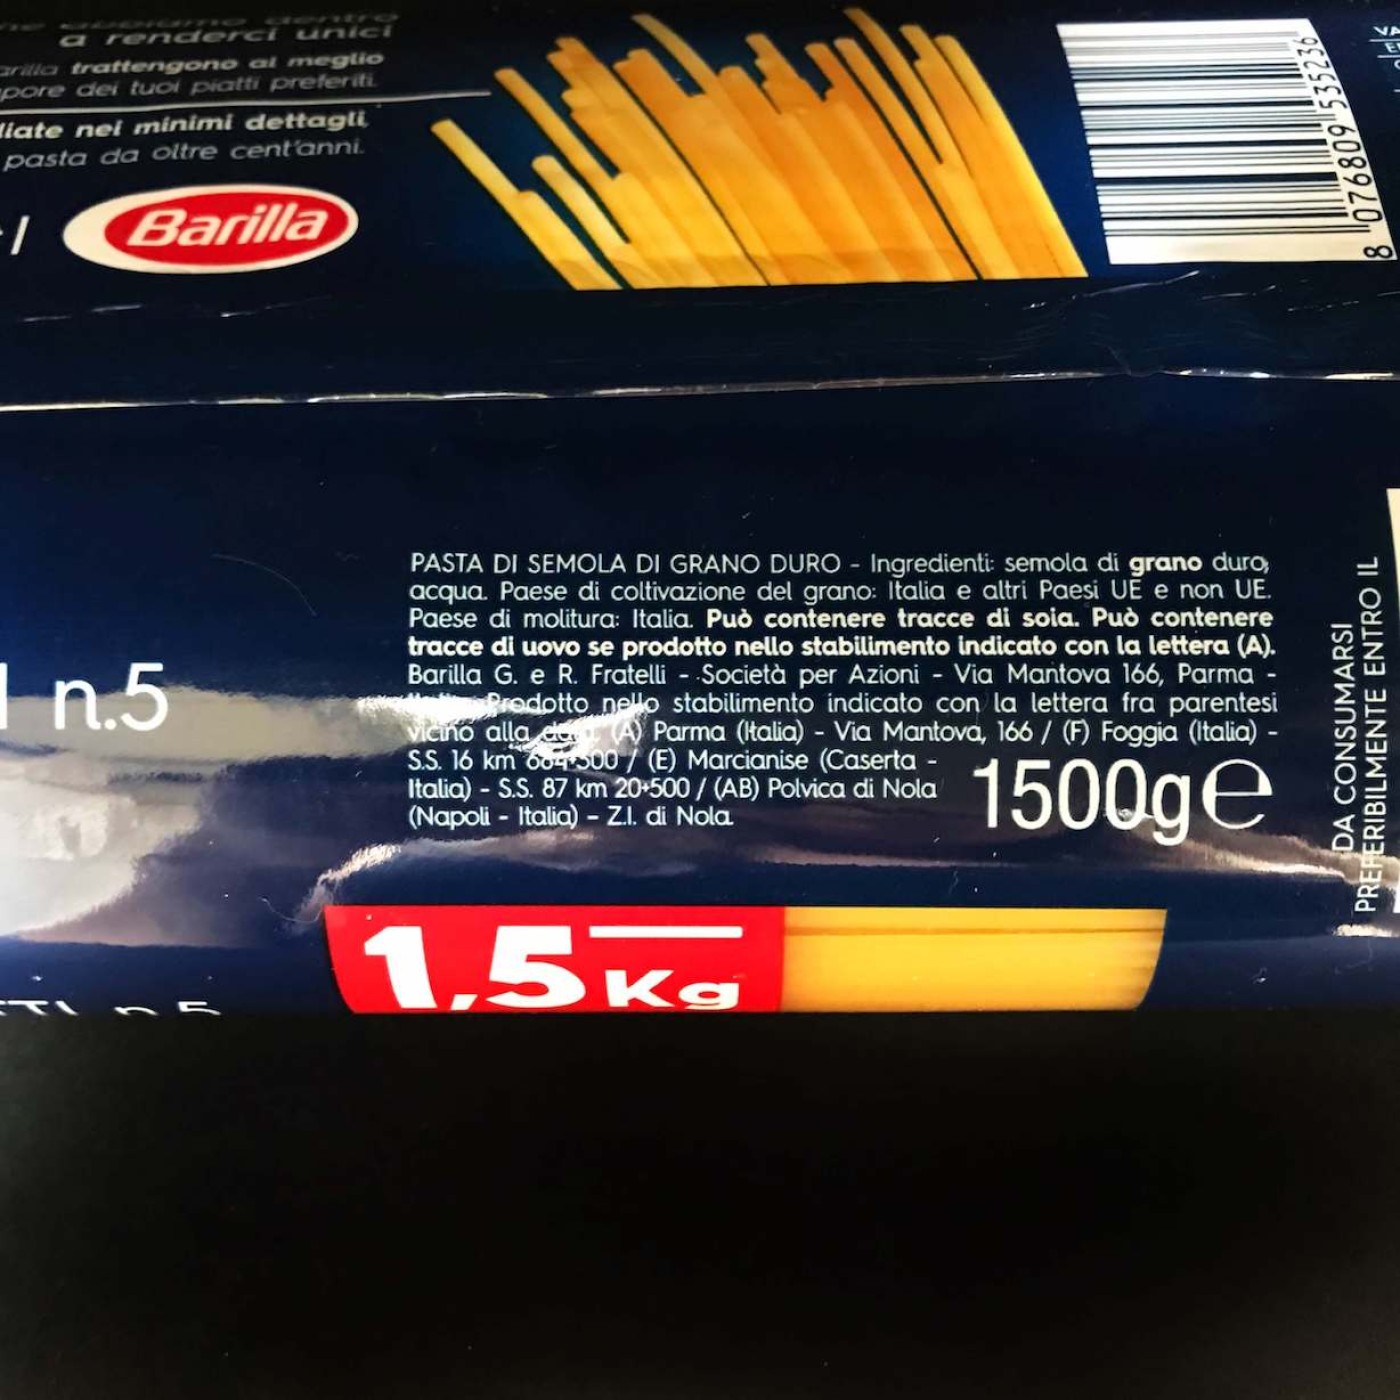 a renderci unici
trattengono al meglio
dei tuoi piatti preferiti.
nei minimi dettagli
pasta da oltre cent'anni.
Barilla
8 076809 535236
PASTA DI SEMOLA DI GRANO DURO - Ingredienti: semola di grano duro,
acqua. Paese di coltivazione del grano: Italia e altri Paesi UE e non UE.
Paese di molitura: Italia. Può contenere tracce di soia. Può contenere
tracce di uovo se prodotto nello stabilimento indicato con la lettera (A).
Barilla G. e R. Fratelli - Società per Azioni - Via Mantova 166, Parma -
Prodotto nello stabilimento indicato con la lettera fra parentesi
vicino alla (A) Parma (Italia) - Via Mantova, 166 / (F) Foggia (Italia) -
S.S. 16 km / (E) Marcianise (Caserta -
Italia) - S.S. 87 km 20+500 / (AB) Polvica di Nola
(Napoli - Italia) - Z.I. di Nola
1500g e
n.5
DA CONSUMARSI
PREFERIBILMENTE ENTRO IL
1,5 Kg
n.5